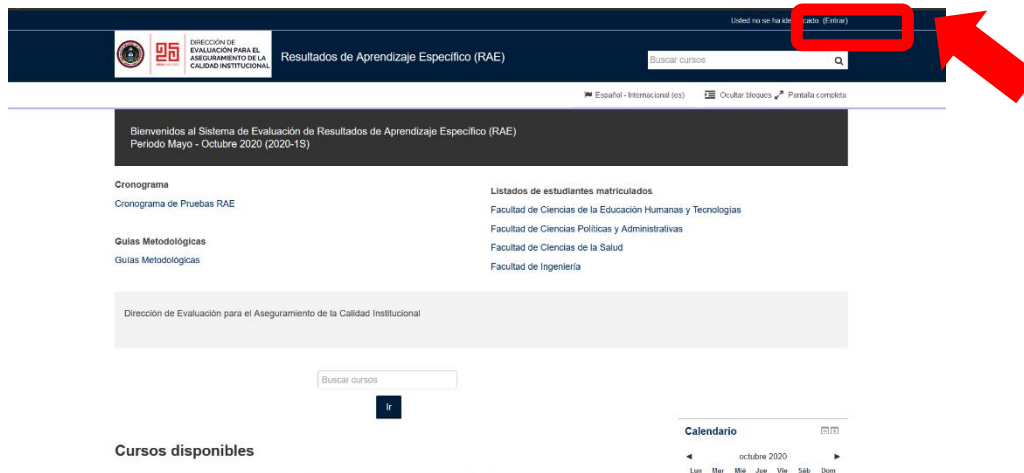 Usted no se ha identificado. (Entrar)
25
DIRECCIÓN DE
EVALUACIÓN PARA EL
ASEGURAMIENTO DE LA
CALIDAD INSTITUCIONAL
Resultados de Aprendizaje Específico (RAE)
Buscar cursos
Español - Internacional (es)
Ocultar bloques
Pantalla completa
Bienvenidos al Sistema de Evaluación de Resultados de Aprendizaje Específico (RAE)
Periodo Mayo - Octubre 2020 (2020-1S)
Cronograma
Cronograma de Pruebas RAE
Guías Metodológicas
Guías Metodológicas
Listados de estudiantes matriculados
Facultad de Ciencias de la Educación Humanas y Tecnologías
Facultad de Ciencias Políticas y Administrativas
Facultad de Ciencias de la Salud
Facultad de Ingeniería
Dirección de Evaluación para el Aseguramiento de la Calidad Institucional
Buscar cursos
Ir
Cursos disponibles
Calendario
◄ octubre 2020 ►
Lun Mar Mié Jue Vie Sáb Dom